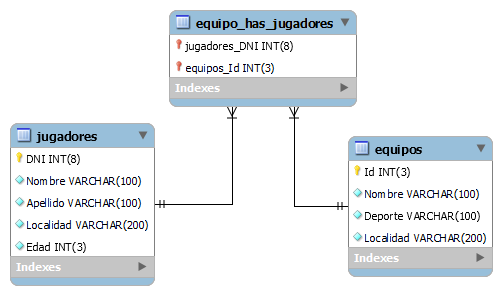 equipo_has_jugadores
jugadores_DNI INT(8)
equipos_Id INT(3)
Indexes
jugadores
DNI INT(8)
Nombre VARCHAR(100)
Apellido VARCHAR(100)
Localidad VARCHAR(200)
Edad INT(3)
Indexes
equipos
Id INT(3)
Nombre VARCHAR(100)
Deporte VARCHAR(100)
Localidad VARCHAR(200)
Indexes